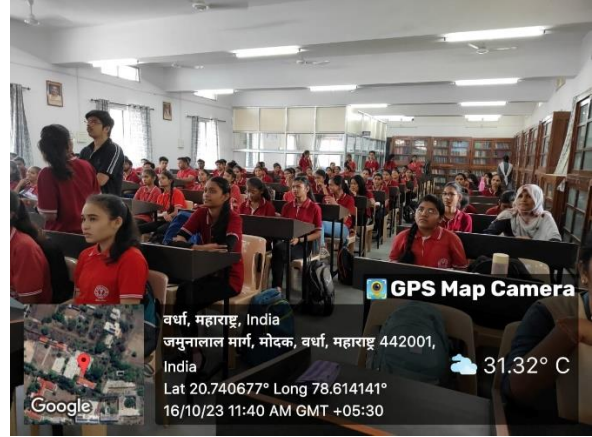 GPS Map Camera
वर्धा, महाराष्ट्र, India
जमुनालाल मार्ग, मोदक, वर्धा, महाराष्ट्र 442001,
India
31.32° C
Lat 20.740677° Long 78.614141°
16/10/23 11:40 AM GMT +05:30
Google